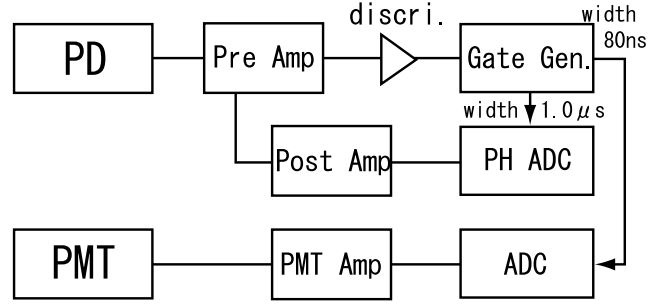 discri.
width
80ns
PD
Pre Amp
Gate Gen.
width 1.0μs
Post Amp
PH ADC
PMT
PMT Amp
ADC